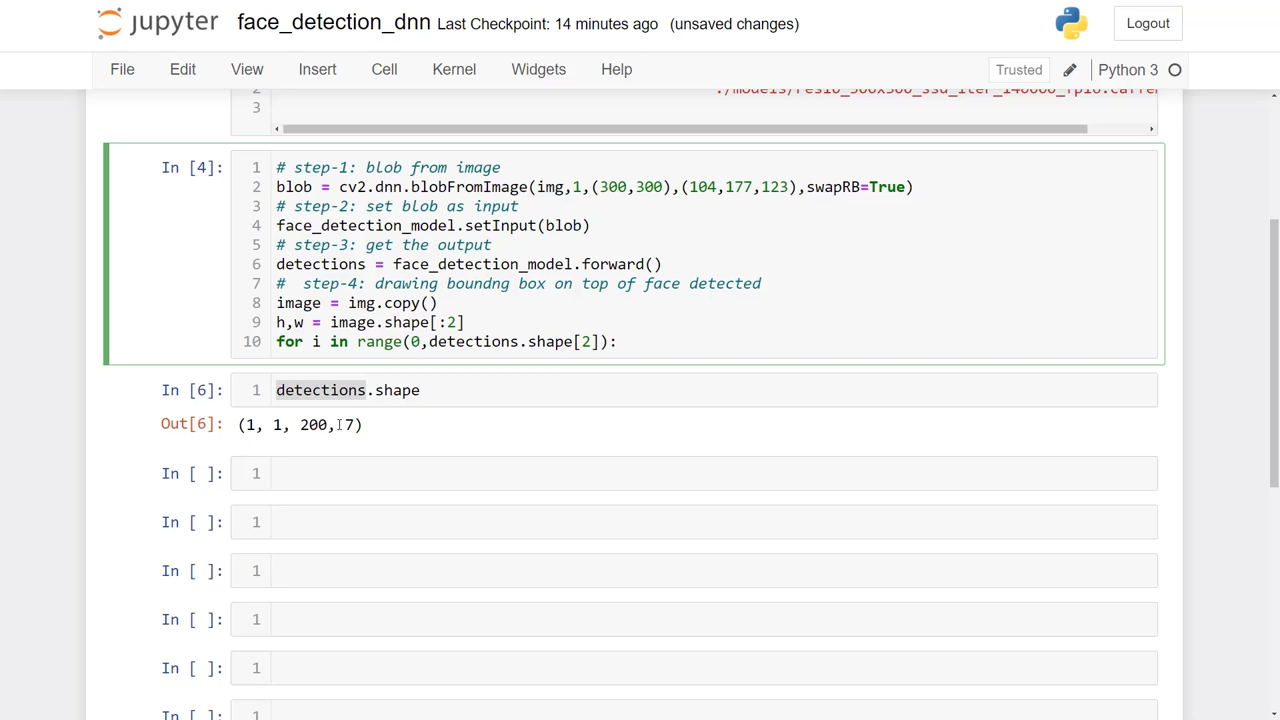 jupyter face_detection_dnn Last Checkpoint: 14 minutes ago (unsaved changes) Logout
File Edit View Insert Cell Kernel Widgets Help Trusted Python 3
2
3
In [4]:
1 # step-1: blob from image
2 blob = cv2.dnn.blobFromImage(img,1,(300,300),(104,177,123),swapRB=True)
3 # step-2: set blob as input
4 face_detection_model.setInput(blob)
5 # step-3: get the output
6 detections = face_detection_model.forward()
7 #  step-4: drawing boundng box on top of face detected
8 image = img.copy()
9 h,w = image.shape[:2]
10 for i in range(0,detections.shape[2]):
In [6]: 1 detections.shape
Out[6]: (1, 1, 200, 7)
In [ ]: 1
In [ ]: 1
In [ ]: 1
In [ ]: 1
In [ ]: 1
In [ ]: 1